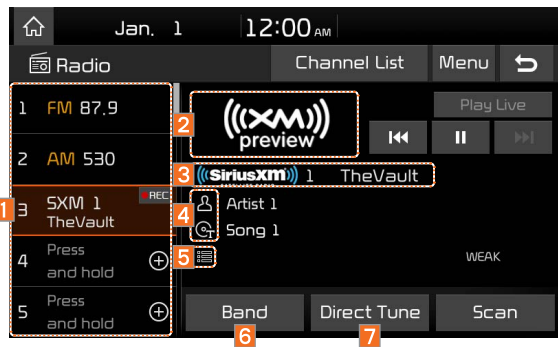 Jan. 1 12:00 AM
Radio Channel List Menu
1 FM 87.9
2 AM 530
3 SXM 1 REC
TheVault
4 Press
and hold
5 Press
and hold
1
2
((XM))
preview
Play Live
3 ((SiriusXM)) 1 TheVault
4 Artist 1
Song 1
5
WEAK
Band Direct Tune Scan
6 7